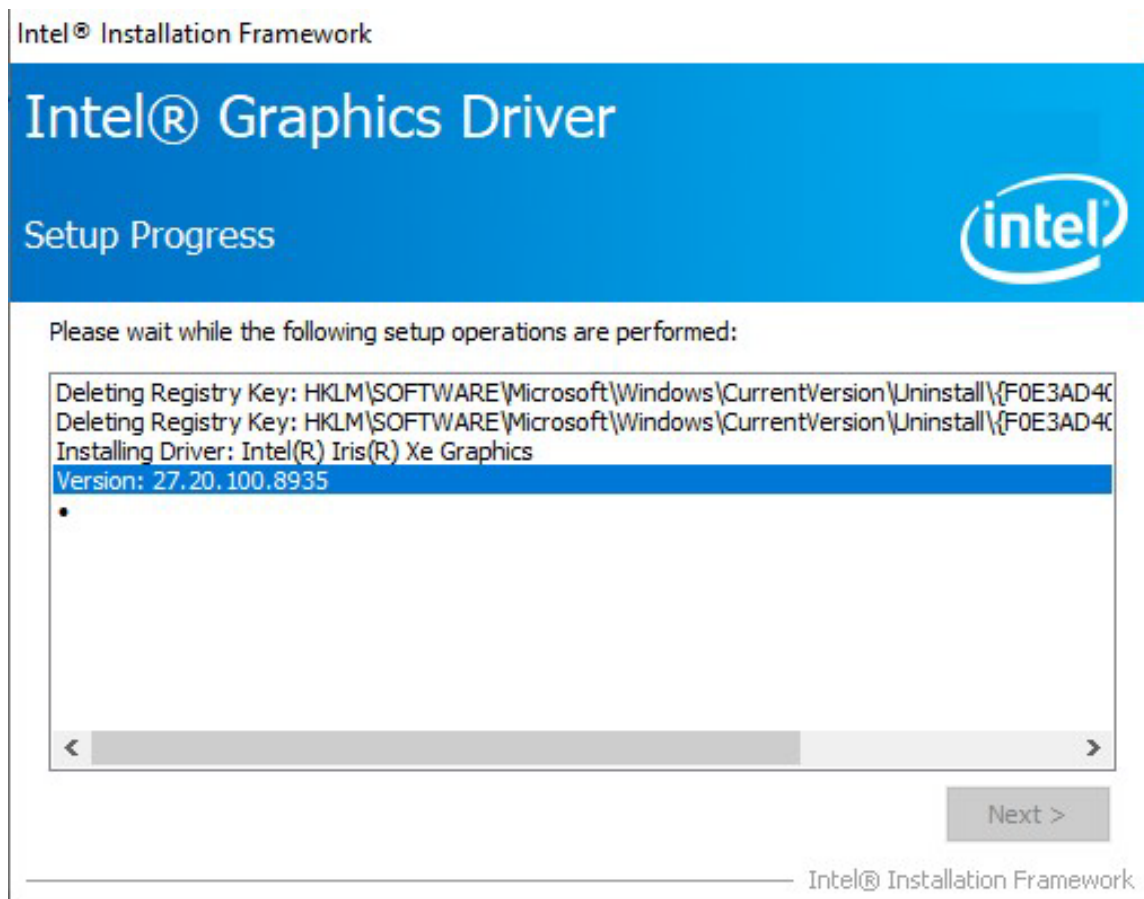 Intel® Installation Framework
Intel® Graphics Driver
Setup Progress
intel
Please wait while the following setup operations are performed:
Deleting Registry Key: HKLM\SOFTWARE\Microsoft\Windows\CurrentVersion\Uninstall\{F0E3AD40
Deleting Registry Key: HKLM\SOFTWARE\Microsoft\Windows\CurrentVersion\Uninstall\{F0E3AD40
Installing Driver: Intel(R) Iris(R) Xe Graphics
Version: 27.20.100.8935
•
Next >
Intel® Installation Framework